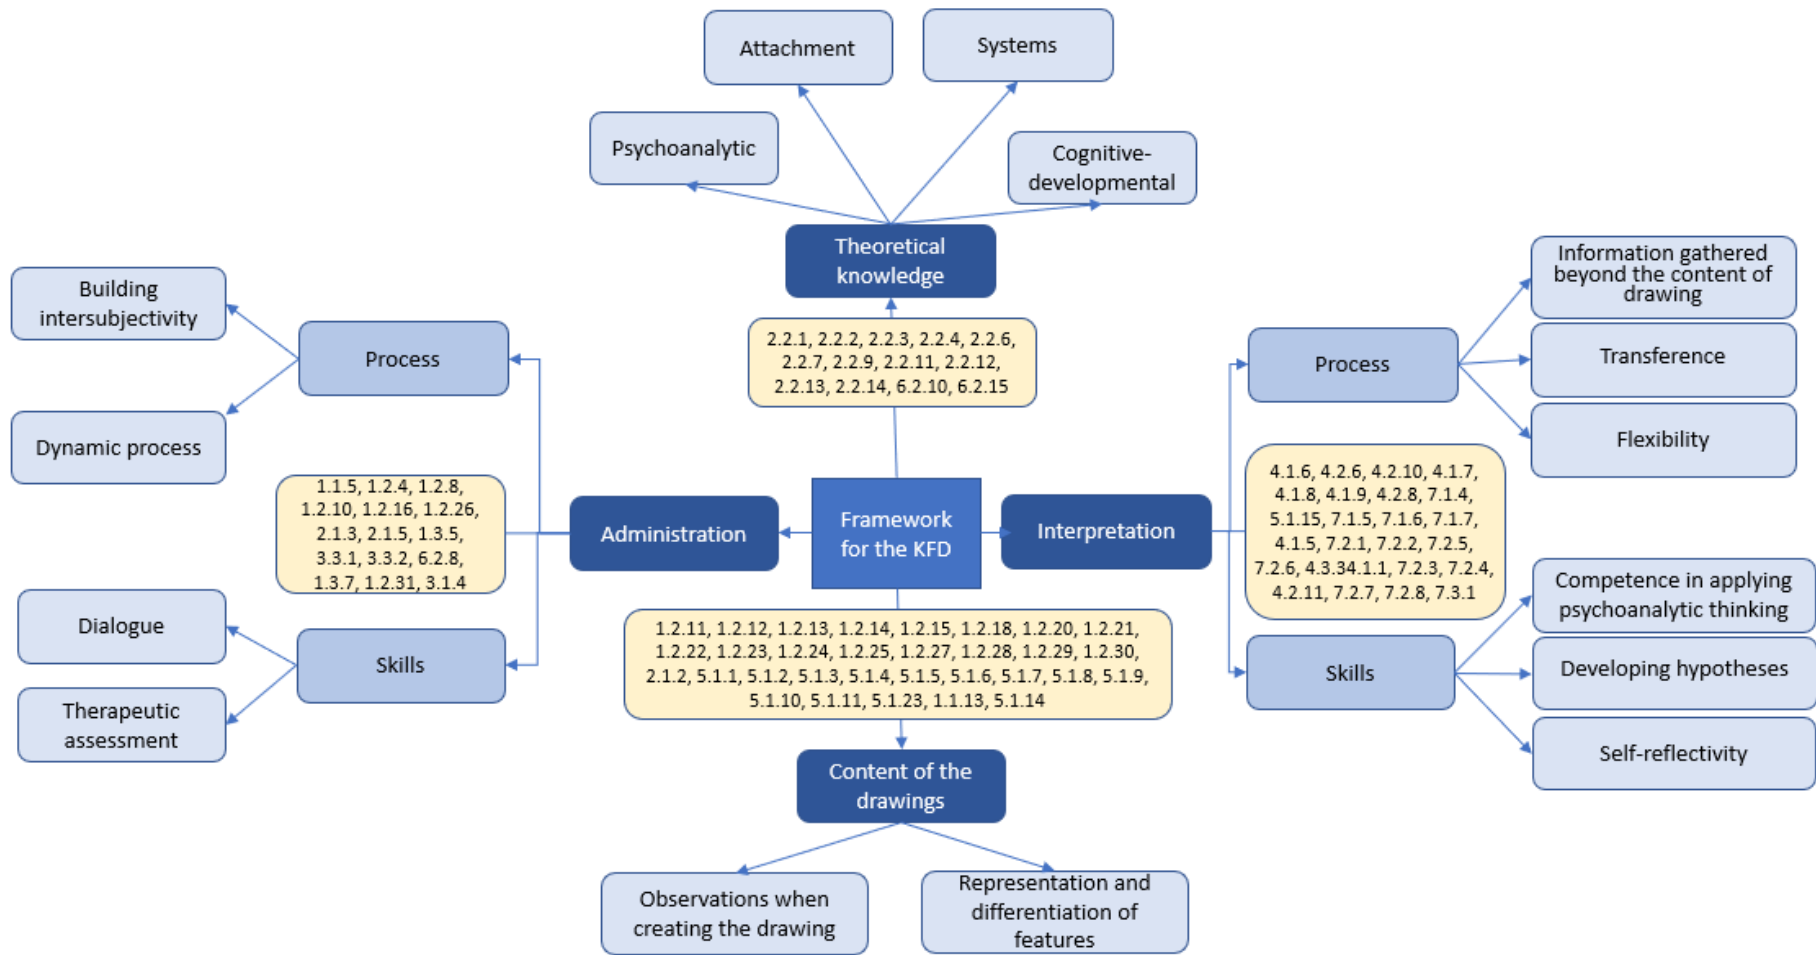 Attachment
Systems
Psychoanalytic
Cognitive-
developmental
Theoretical
knowledge
2.2.1, 2.2.2, 2.2.3, 2.2.4, 2.2.6,
2.2.7, 2.2.9, 2.2.11, 2.2.12,
2.2.13, 2.2.14, 6.2.10, 6.2.15
Building
intersubjectivity
Process
Dynamic process
1.1.5, 1.2.4, 1.2.8,
1.2.10, 1.2.16, 1.2.26,
2.1.3, 2.1.5, 1.3.5,
3.3.1, 3.3.2, 6.2.8,
1.3.7, 1.2.31, 3.1.4
Administration
Dialogue
Skills
Therapeutic
assessment
Framework
for the KFD
Interpretation
Process
Information gathered
beyond the content of
drawing
Transference
Flexibility
4.1.6, 4.2.6, 4.2.10, 4.1.7,
4.1.8, 4.1.9, 4.2.8, 7.1.4,
5.1.15, 7.1.5, 7.1.6, 7.1.7,
4.1.5, 7.2.1, 7.2.2, 7.2.5,
7.2.6, 4.3.34.1.1, 7.2.3, 7.2.4,
4.2.11, 7.2.7, 7.2.8, 7.3.1
Skills
Competence in applying
psychoanalytic thinking
Developing hypotheses
Self-reflectivity
1.2.11, 1.2.12, 1.2.13, 1.2.14, 1.2.15, 1.2.18, 1.2.20, 1.2.21,
1.2.22, 1.2.23, 1.2.24, 1.2.25, 1.2.27, 1.2.28, 1.2.29, 1.2.30,
2.1.2, 5.1.1, 5.1.2, 5.1.3, 5.1.4, 5.1.5, 5.1.6, 5.1.7, 5.1.8, 5.1.9,
5.1.10, 5.1.11, 5.1.23, 1.1.13, 5.1.14
Content of the
drawings
Observations when
creating the drawing
Representation and
differentiation of
features